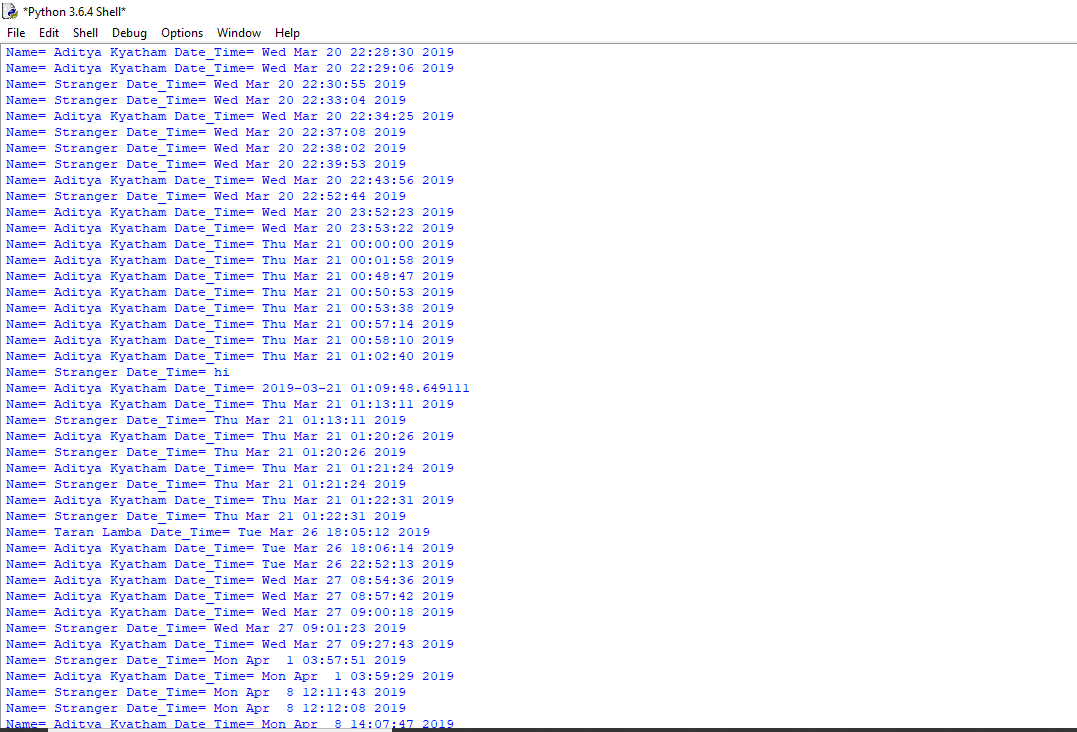 *Python 3.6.4 Shell*
File Edit Shell Debug Options Window Help
Name= Aditya Kyatham Date_Time= Wed Mar 20 22:28:30 2019
Name= Aditya Kyatham Date_Time= Wed Mar 20 22:29:06 2019
Name= Stranger Date_Time= Wed Mar 20 22:30:55 2019
Name= Stranger Date_Time= Wed Mar 20 22:33:04 2019
Name= Aditya Kyatham Date_Time= Wed Mar 20 22:34:25 2019
Name= Stranger Date_Time= Wed Mar 20 22:37:08 2019
Name= Stranger Date_Time= Wed Mar 20 22:38:02 2019
Name= Stranger Date_Time= Wed Mar 20 22:39:53 2019
Name= Aditya Kyatham Date_Time= Wed Mar 20 22:43:56 2019
Name= Stranger Date_Time= Wed Mar 20 22:52:44 2019
Name= Aditya Kyatham Date_Time= Wed Mar 20 23:52:23 2019
Name= Aditya Kyatham Date_Time= Wed Mar 20 23:53:22 2019
Name= Aditya Kyatham Date_Time= Thu Mar 21 00:00:00 2019
Name= Aditya Kyatham Date_Time= Thu Mar 21 00:01:58 2019
Name= Aditya Kyatham Date_Time= Thu Mar 21 00:48:47 2019
Name= Aditya Kyatham Date_Time= Thu Mar 21 00:50:53 2019
Name= Aditya Kyatham Date_Time= Thu Mar 21 00:53:38 2019
Name= Aditya Kyatham Date_Time= Thu Mar 21 00:57:14 2019
Name= Aditya Kyatham Date_Time= Thu Mar 21 00:58:10 2019
Name= Aditya Kyatham Date_Time= Thu Mar 21 01:02:40 2019
Name= Stranger Date_Time= hi
Name= Aditya Kyatham Date_Time= 2019-03-21 01:09:48.649111
Name= Aditya Kyatham Date_Time= Thu Mar 21 01:13:11 2019
Name= Stranger Date_Time= Thu Mar 21 01:13:11 2019
Name= Aditya Kyatham Date_Time= Thu Mar 21 01:20:26 2019
Name= Stranger Date_Time= Thu Mar 21 01:20:26 2019
Name= Aditya Kyatham Date_Time= Thu Mar 21 01:21:24 2019
Name= Stranger Date_Time= Thu Mar 21 01:21:24 2019
Name= Aditya Kyatham Date_Time= Thu Mar 21 01:22:31 2019
Name= Stranger Date_Time= Thu Mar 21 01:22:31 2019
Name= Taran Lamba Date_Time= Tue Mar 26 18:05:12 2019
Name= Aditya Kyatham Date_Time= Tue Mar 26 18:06:14 2019
Name= Aditya Kyatham Date_Time= Tue Mar 26 22:52:13 2019
Name= Aditya Kyatham Date_Time= Wed Mar 27 08:54:36 2019
Name= Aditya Kyatham Date_Time= Wed Mar 27 08:57:42 2019
Name= Aditya Kyatham Date_Time= Wed Mar 27 09:00:18 2019
Name= Stranger Date_Time= Wed Mar 27 09:01:23 2019
Name= Aditya Kyatham Date_Time= Wed Mar 27 09:27:43 2019
Name= Stranger Date_Time= Mon Apr  1 03:57:51 2019
Name= Aditya Kyatham Date_Time= Mon Apr  1 03:59:29 2019
Name= Stranger Date_Time= Mon Apr  8 12:11:43 2019
Name= Stranger Date_Time= Mon Apr  8 12:12:08 2019
Name= Aditya Kyatham Date_Time= Mon Apr  8 14:07:47 2019